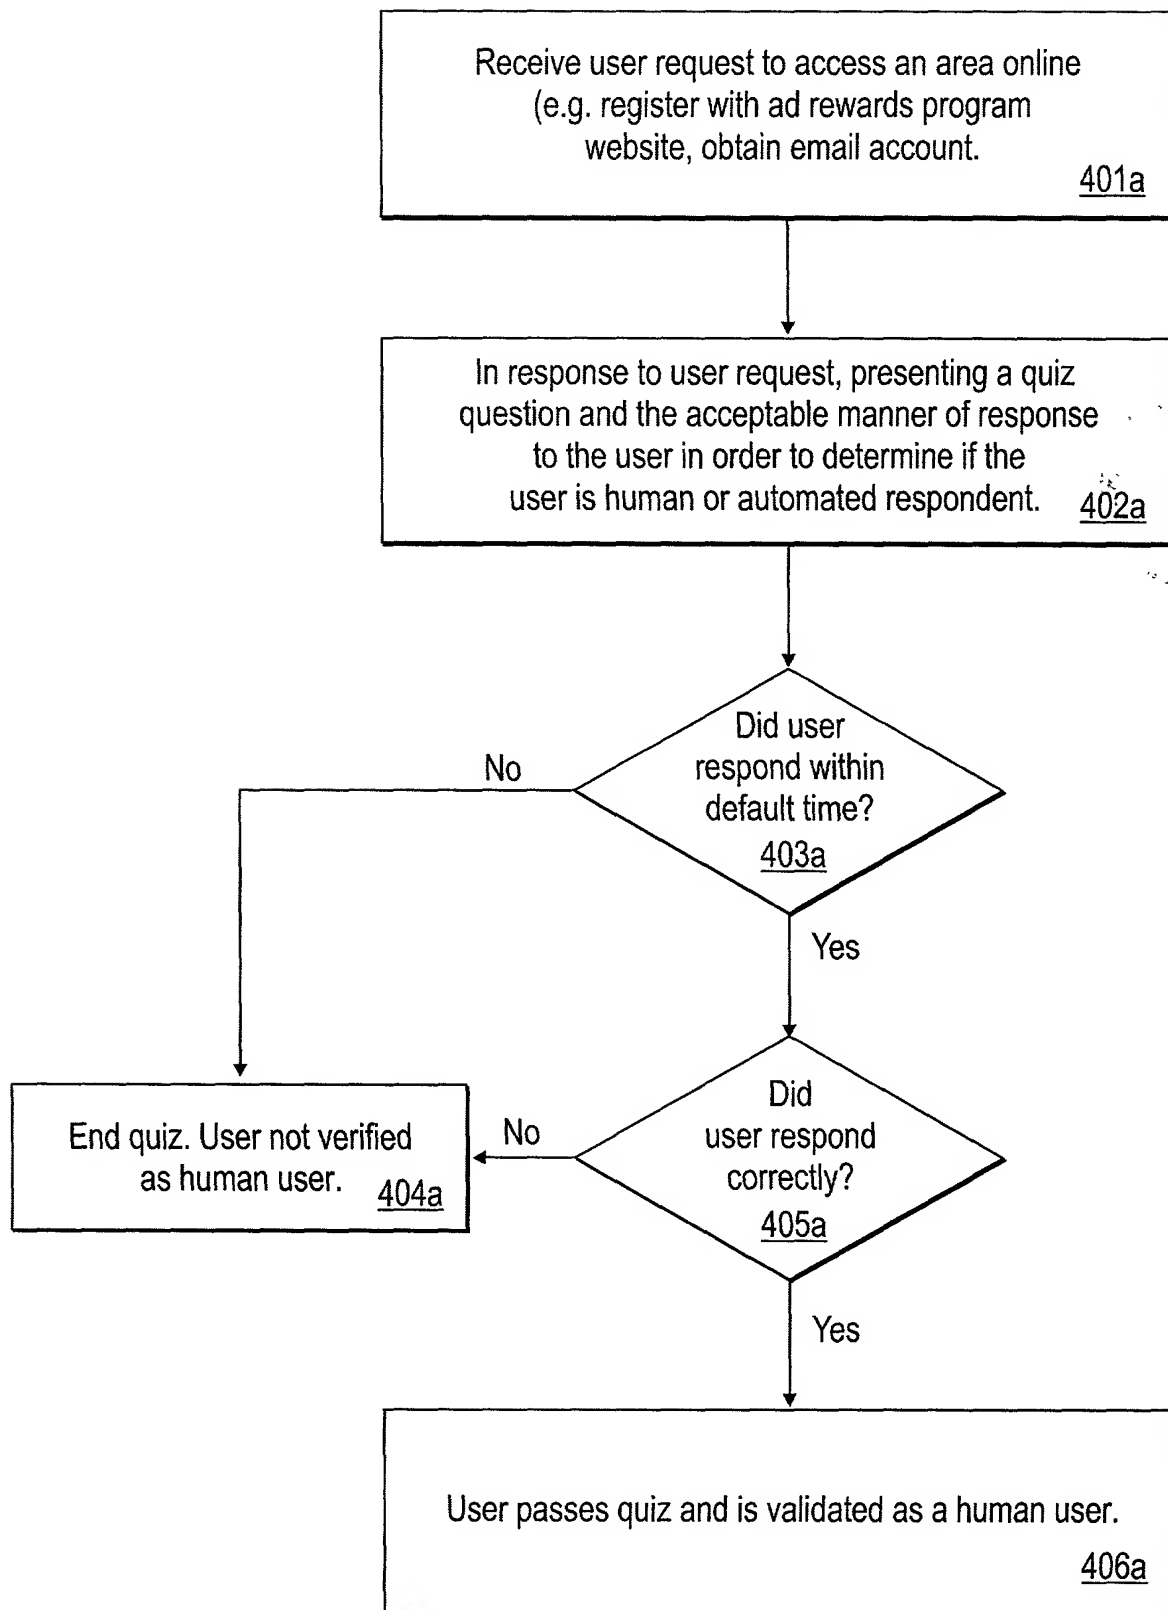 Receive user request to access an area online
(e.g. register with ad rewards program
website, obtain email account.
401a
In response to user request, presenting a quiz
question and the acceptable manner of response
to the user in order to determine if the
user is human or automated respondent.
402a
Did user
respond within
default time?
403a
No
Yes
Did
user respond
correctly?
405a
No
End quiz. User not verified
as human user.
404a
Yes
User passes quiz and is validated as a human user.
406a